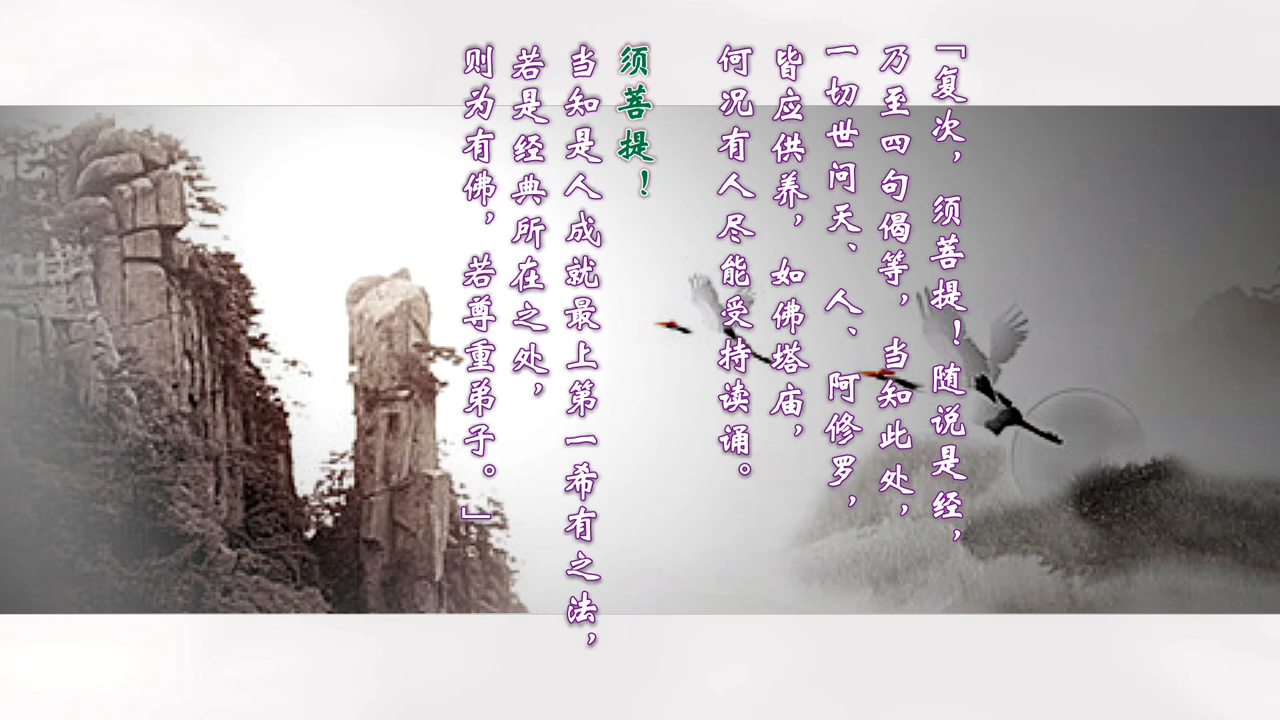 「复次，须菩提！随说是经，
乃至四句偈等，当知此处，
一切世问天、人、阿修罗，
皆应供养，如佛塔庙，
何况有人尽能受持读诵。
须菩提！
当知是人成就最上第一希有之法，
若是经典所在之处，
则为有佛，若尊重弟子。」